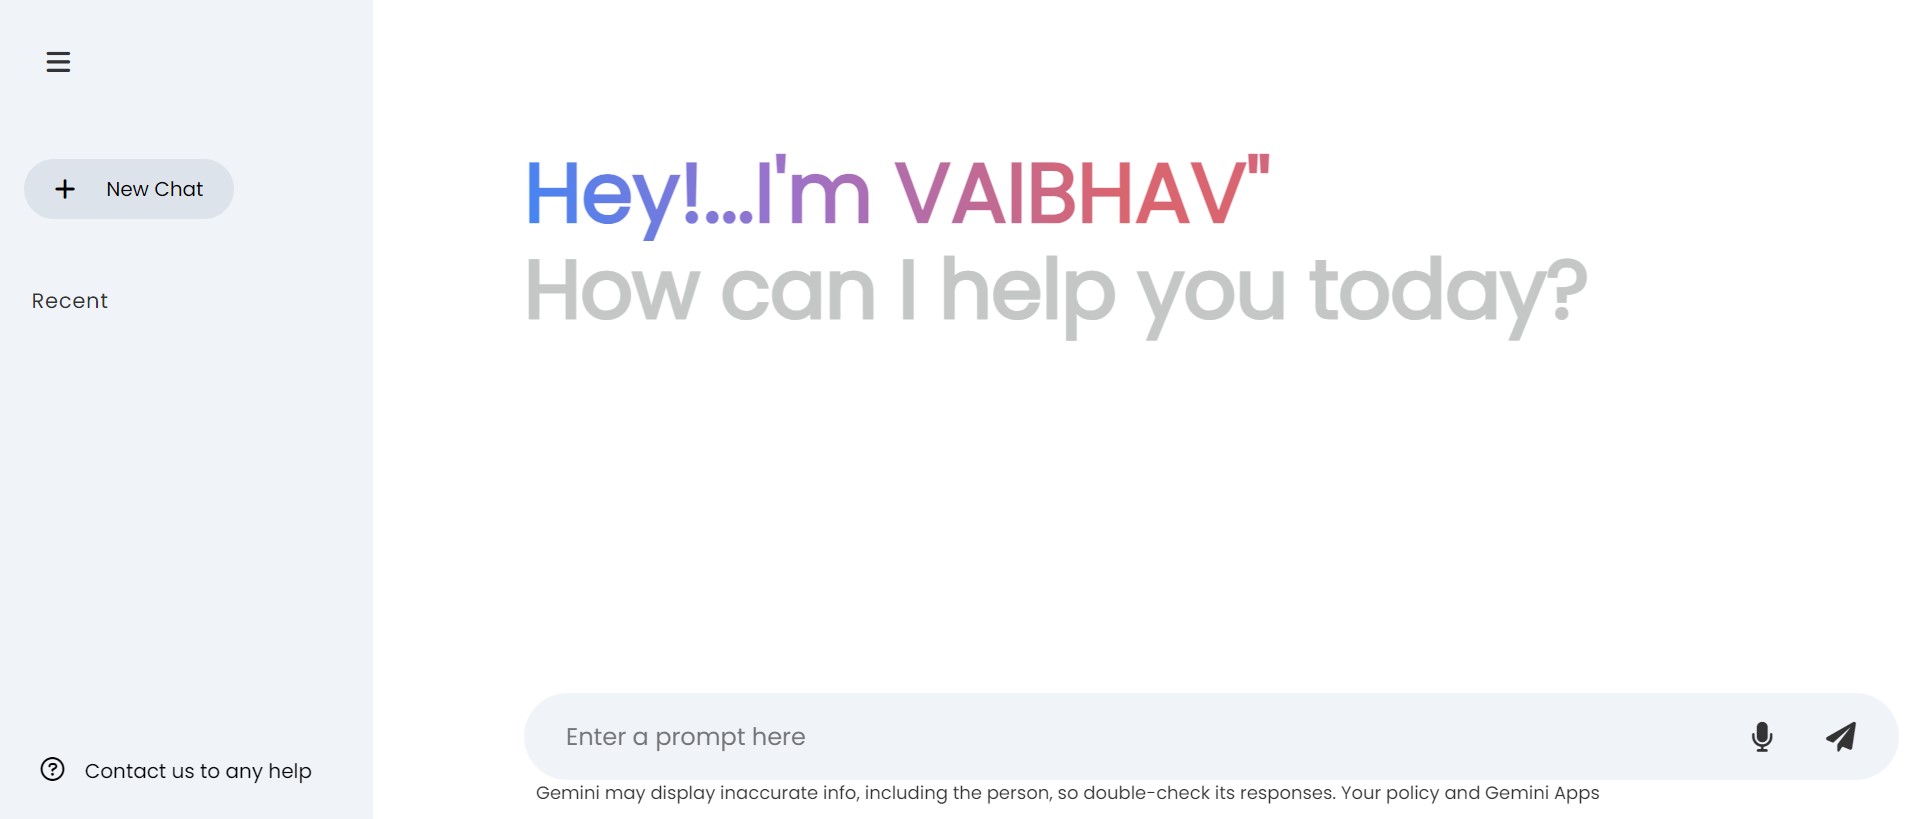 New Chat
Recent
Contact us to any help
Hey!...I'm VAIBHAV"
How can I help you today?
Enter a prompt here
Gemini may display inaccurate info, including the person, so double-check its responses. Your policy and Gemini Apps